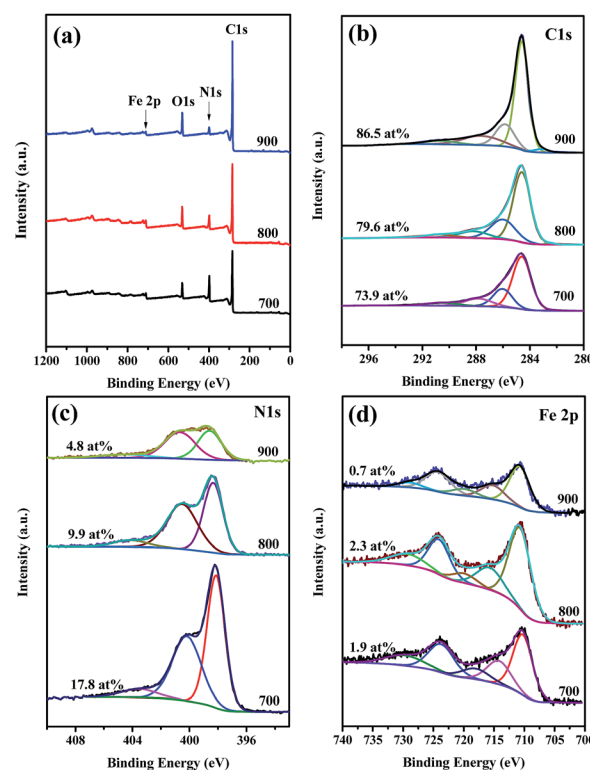 (a)
C1s
Fe 2p
O1s
N1s
900
800
700
Intensity (a.u.)
1200 1000 800 600 400 200 0
Binding Energy (eV)
(b)
C1s
86.5 at%
900
79.6 at%
800
73.9 at%
700
Intensity (a.u.)
296 292 288 284 280
Binding Energy (eV)
(c)
N1s
4.8 at%
900
9.9 at%
800
17.8 at%
700
Intensity (a.u.)
408 404 400 396
Binding Energy (eV)
(d)
Fe 2p
0.7 at%
900
2.3 at%
800
1.9 at%
700
Intensity (a.u.)
740 735 730 725 720 715 710 705 700
Binding Energy (eV)